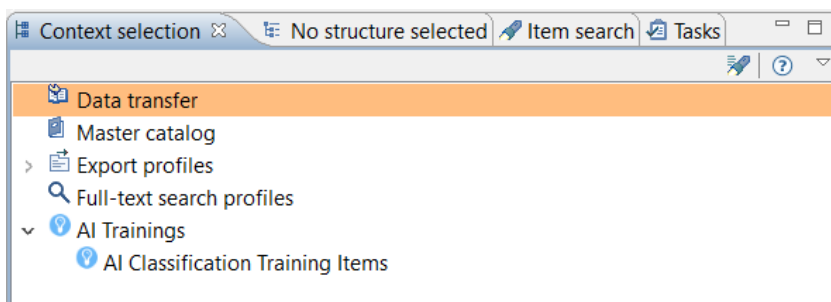 Context selection No structure selected Item search Tasks
Data transfer
Master catalog
Export profiles
Full-text search profiles
AI Trainings
AI Classification Training Items